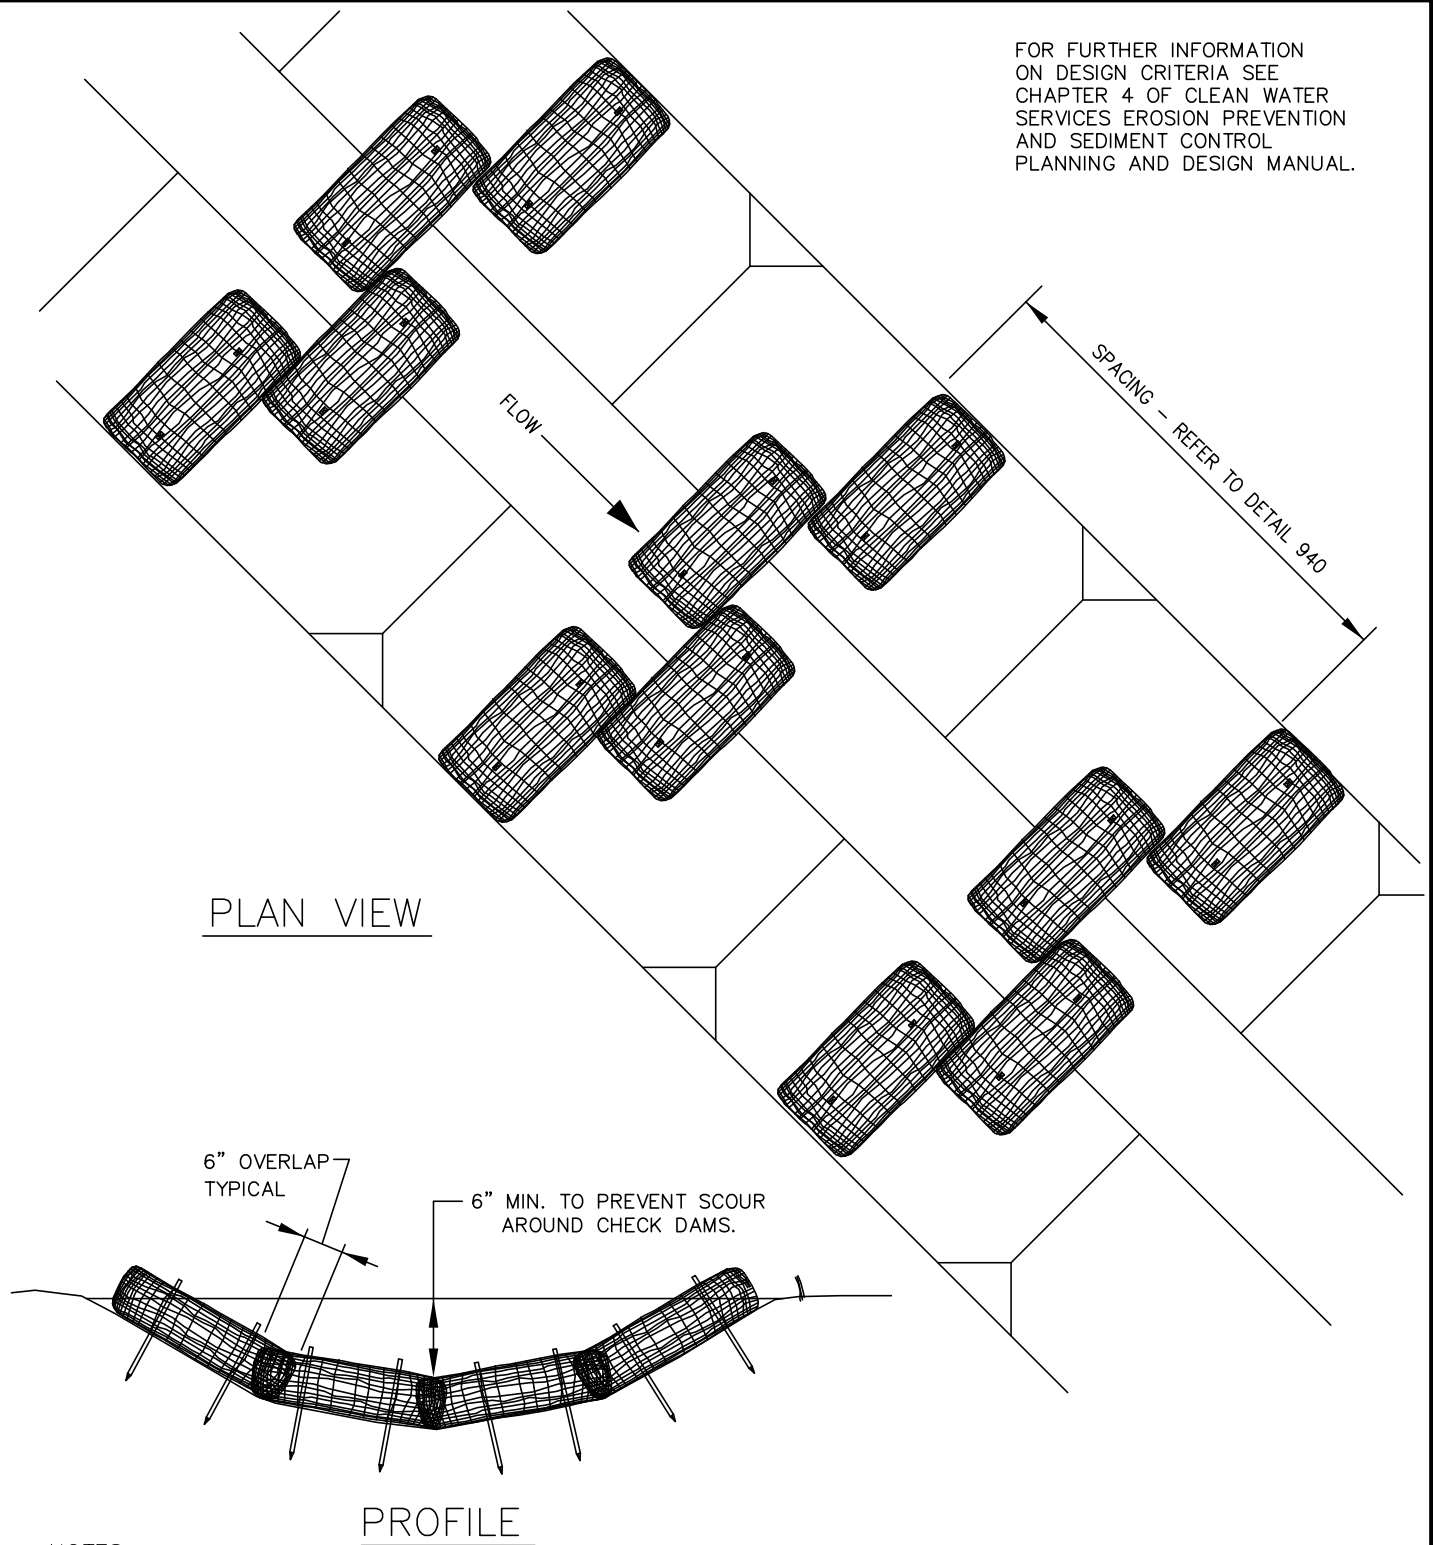 FOR FURTHER INFORMATION
ON DESIGN CRITERIA SEE
CHAPTER 4 OF CLEAN WATER
SERVICES EROSION PREVENTION
AND SEDIMENT CONTROL
PLANNING AND DESIGN MANUAL.
SPACING – REFER TO DETAIL 940
FLOW
PLAN VIEW
6" OVERLAP
TYPICAL
6" MIN. TO PREVENT SCOUR
AROUND CHECK DAMS.
PROFILE